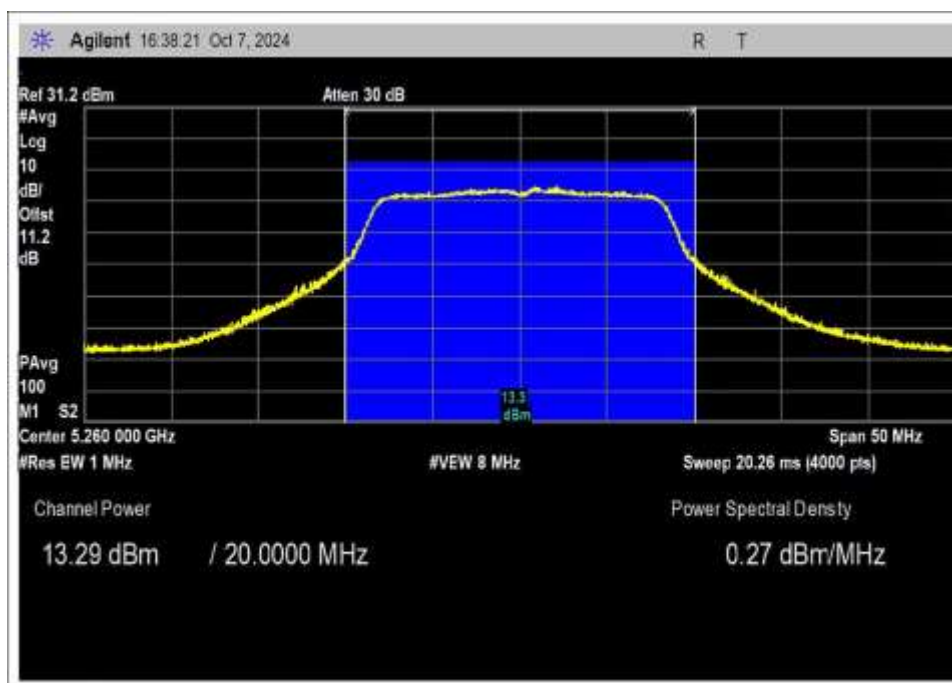 Agilent 16:38:21 Oct 7, 2024 R T
Ref 31.2 dBm Atten 30 dB
#Avg
Log
10
dB/
Offst
11.2
dB
13.3
dBm
PAvg
100
M1 S2
Center 5.260 000 GHz Span 50 MHz
#Res BW 1 MHz #VBW 8 MHz Sweep 20.26 ms (4000 pts)
Channel Power Power Spectral Density
13.29 dBm / 20.0000 MHz 0.27 dBm/MHz